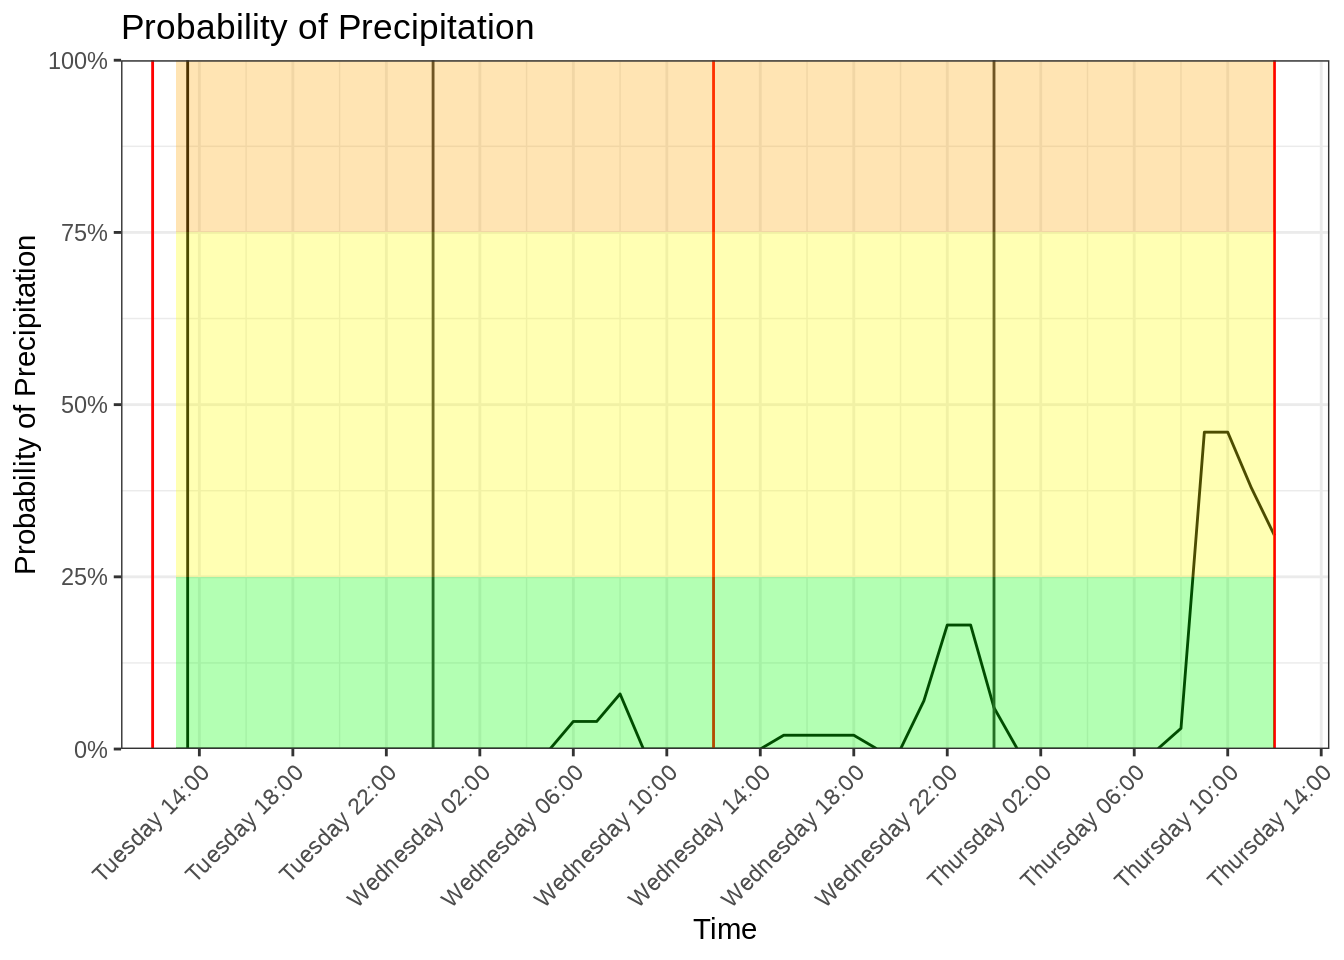 Probability of Precipitation
Probability of Precipitation
100%
75%
50%
25%
0%
Tuesday 14:00
Tuesday 18:00
Tuesday 22:00
Wednesday 02:00
Wednesday 06:00
Wednesday 10:00
Wednesday 14:00
Wednesday 18:00
Wednesday 22:00
Thursday 02:00
Thursday 06:00
Thursday 10:00
Thursday 14:00
Time